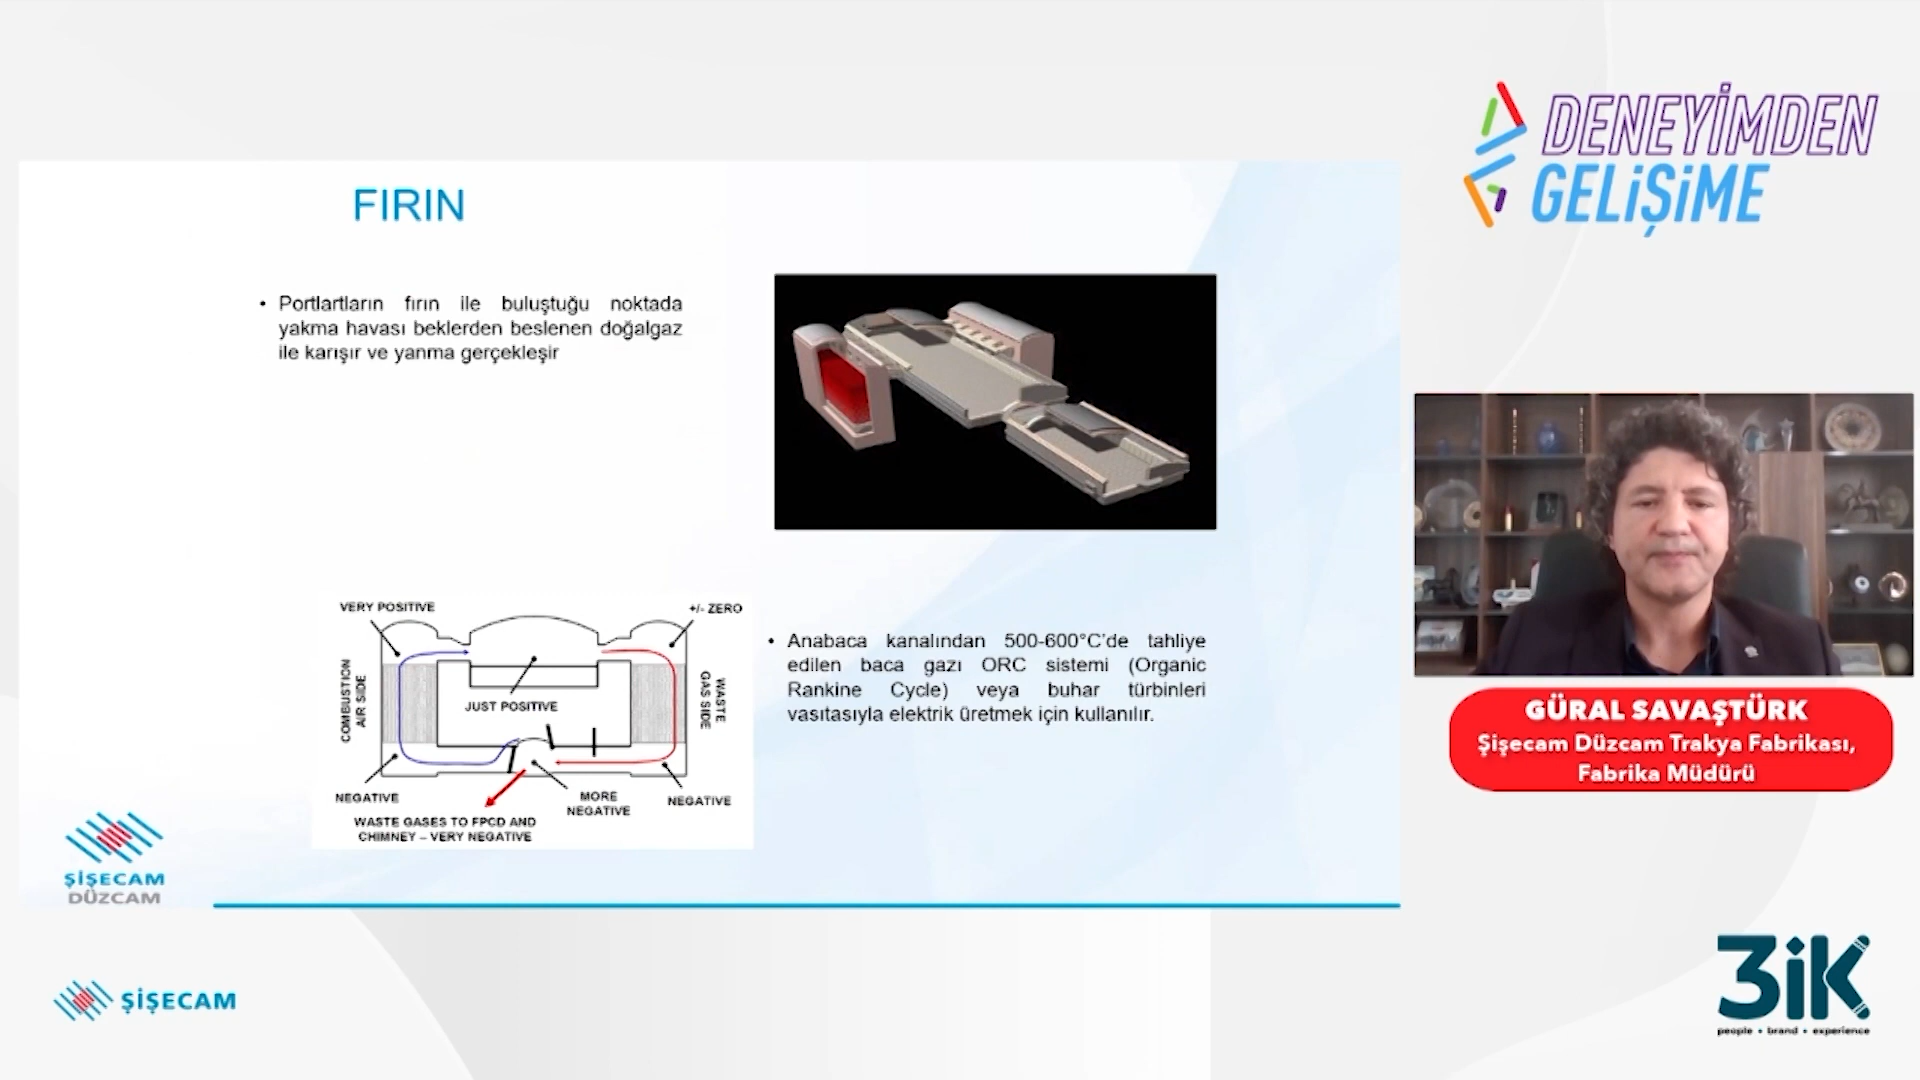 DENEYİMDEN
GELİŞİME
FIRIN
• Portlartların fırın ile buluştuğu noktada
yakma havası beklerden beslenen doğalgaz
ile karışır ve yanma gerçekleşir
VERY POSITIVE
+/- ZERO
COMBUSTION
AIR SIDE
JUST POSITIVE
WASTE
GAS SIDE
NEGATIVE
MORE
NEGATIVE
NEGATIVE
WASTE GASES TO FPCD AND
CHIMNEY – VERY NEGATIVE
• Anabaca kanalından 500-600°C'de tahliye
edilen baca gazı ORC sistemi (Organic
Rankine Cycle) veya buhar türbinleri
vasıtasıyla elektrik üretmek için kullanılır.
GÜRAL SAVAŞTÜRK
Şişecam Düzcam Trakya Fabrikası,
Fabrika Müdürü
ŞİŞECAM
DÜZCAM
ŞİŞECAM
3iK
people • brand • experience